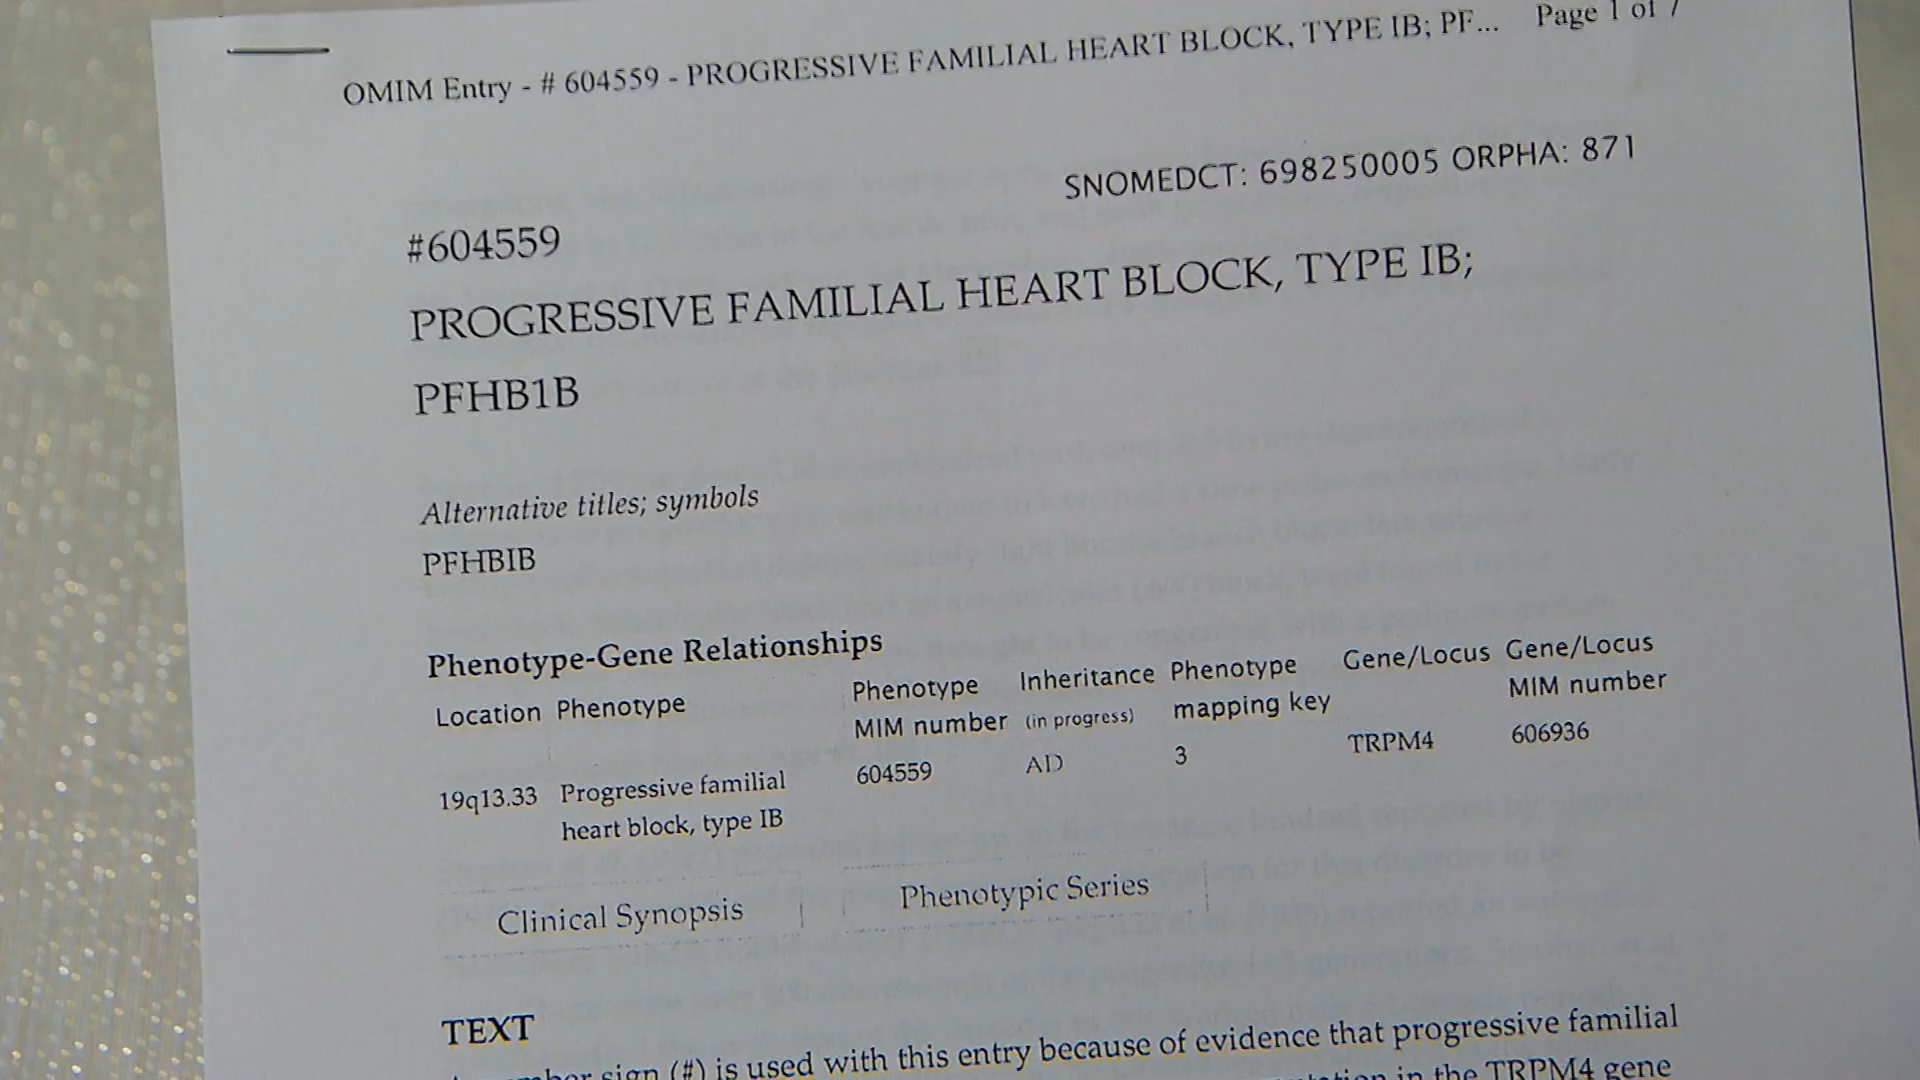 OMIM Entry - # 604559 - PROGRESSIVE FAMILIAL HEART BLOCK, TYPE IB; PF... Page 1 of 7
SNOMEDCT: 698250005 ORPHA: 871
#604559
PROGRESSIVE FAMILIAL HEART BLOCK, TYPE IB;
PFHB1B
Alternative titles; symbols
PFHBIB
Phenotype-Gene Relationships
Location Phenotype Phenotype MIM number Inheritance (in progress) Phenotype mapping key Gene/Locus Gene/Locus MIM number
19q13.33 Progressive familial heart block, type IB 604559 AD 3 TRPM4 606936
Clinical Synopsis Phenotypic Series
TEXT
sign (#) is used with this entry because of evidence that progressive familial
in the TRPM4 gene